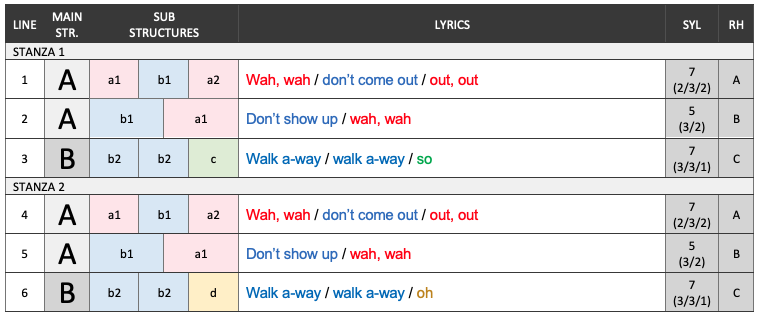 LINE MAIN STR. SUB STRUCTURES LYRICS SYL RH
STANZA 1
1 A a1 b1 a2 Wah, wah / don't come out / out, out 7 (2/3/2) A
2 A b1 a1 Don't show up / wah, wah 5 (3/2) B
3 B b2 b2 c Walk a-way / walk a-way / so 7 (3/3/1) C
STANZA 2
4 A a1 b1 a2 Wah, wah / don't come out / out, out 7 (2/3/2) A
5 A b1 a1 Don't show up / wah, wah 5 (3/2) B
6 B b2 b2 d Walk a-way / walk a-way / oh 7 (3/3/1) C